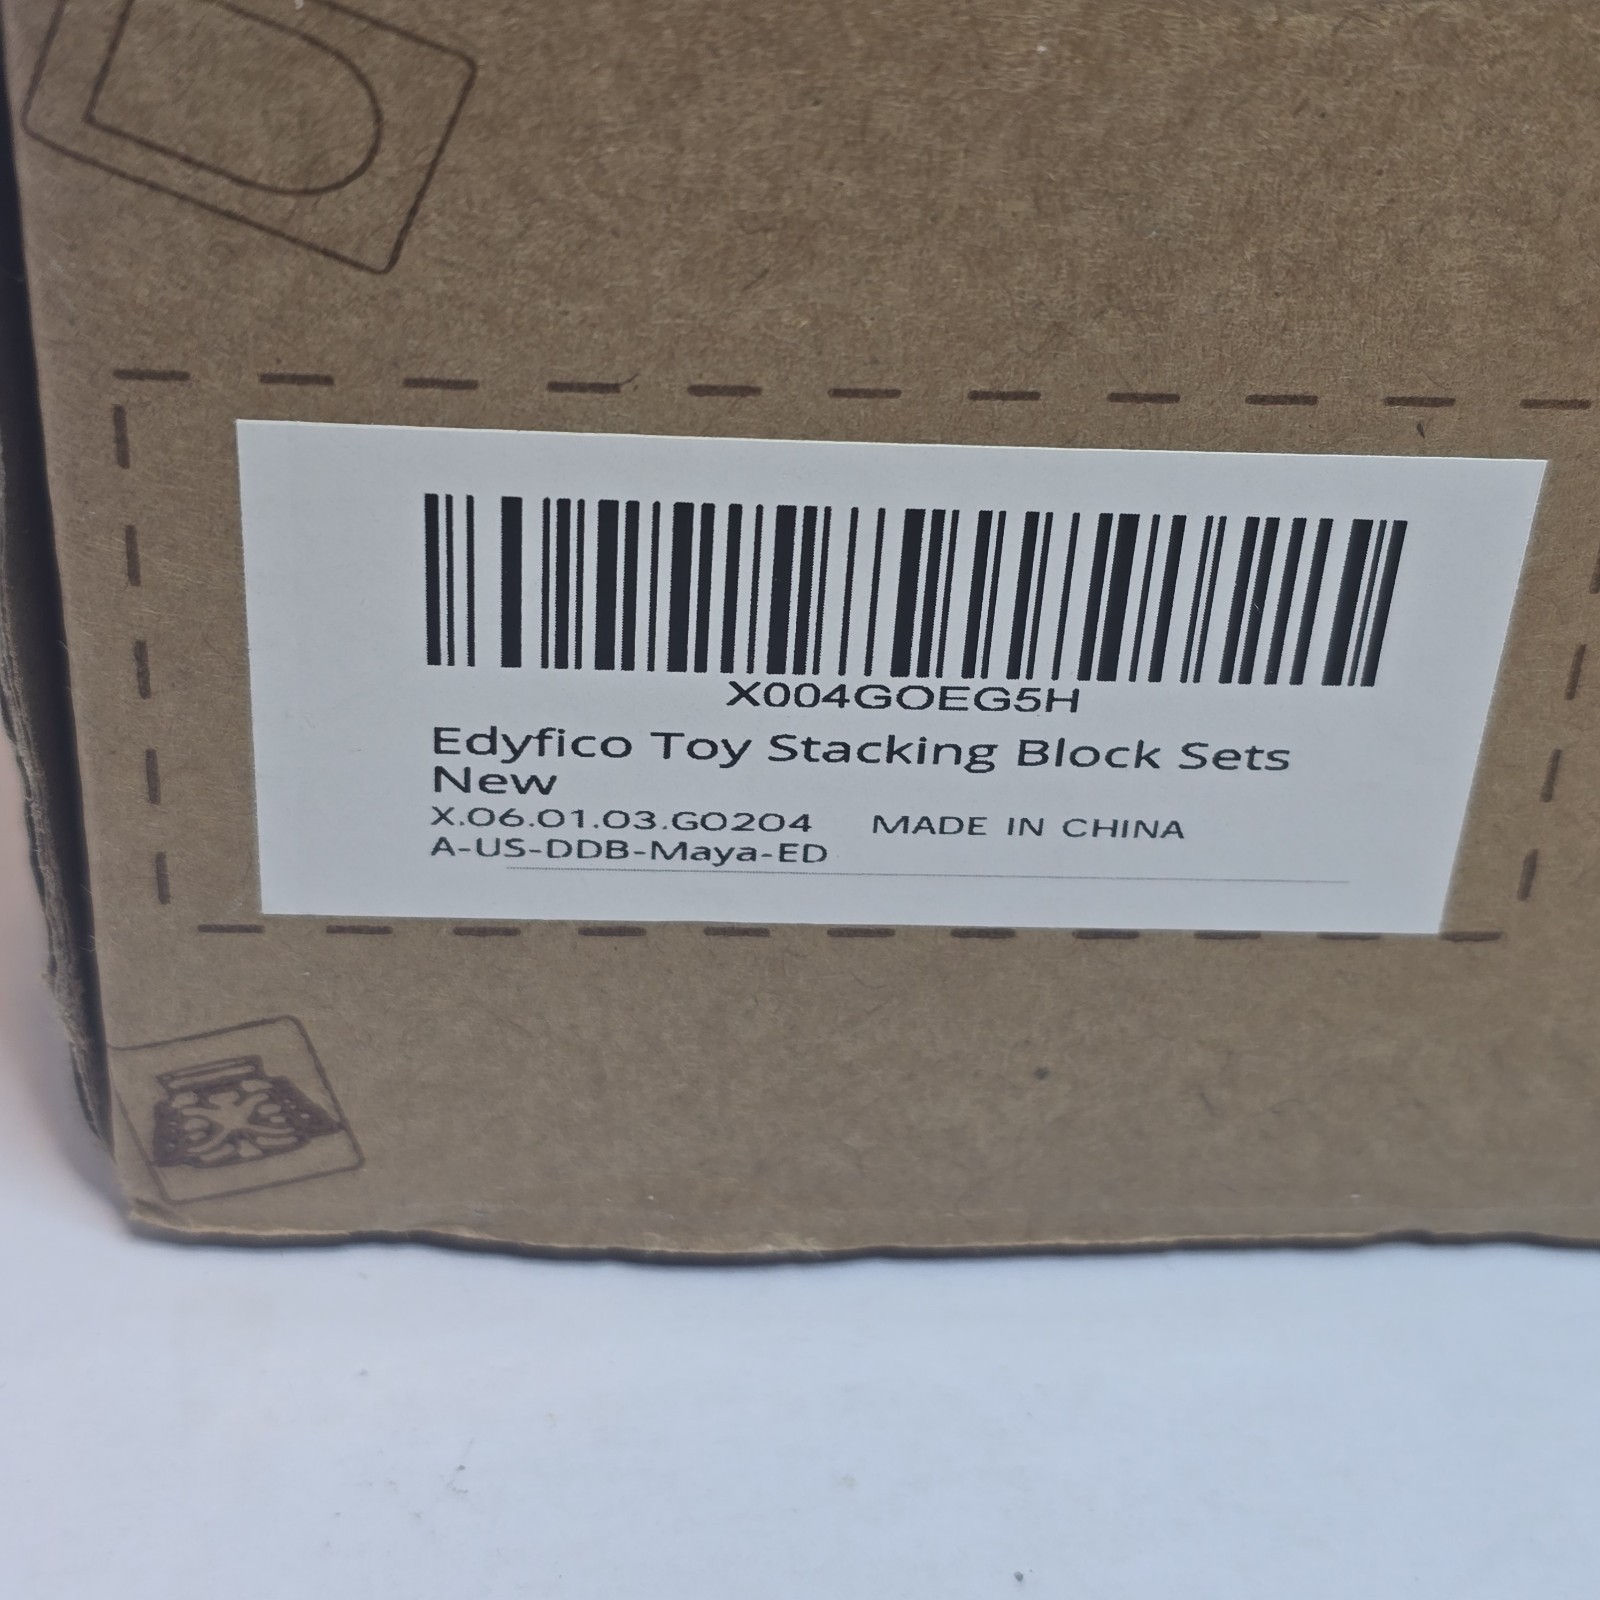 X004GOEG5H
Edyfico Toy Stacking Block Sets
New
X.06.01.03.G0204 MADE IN CHINA
A-US-DDB-Maya-ED